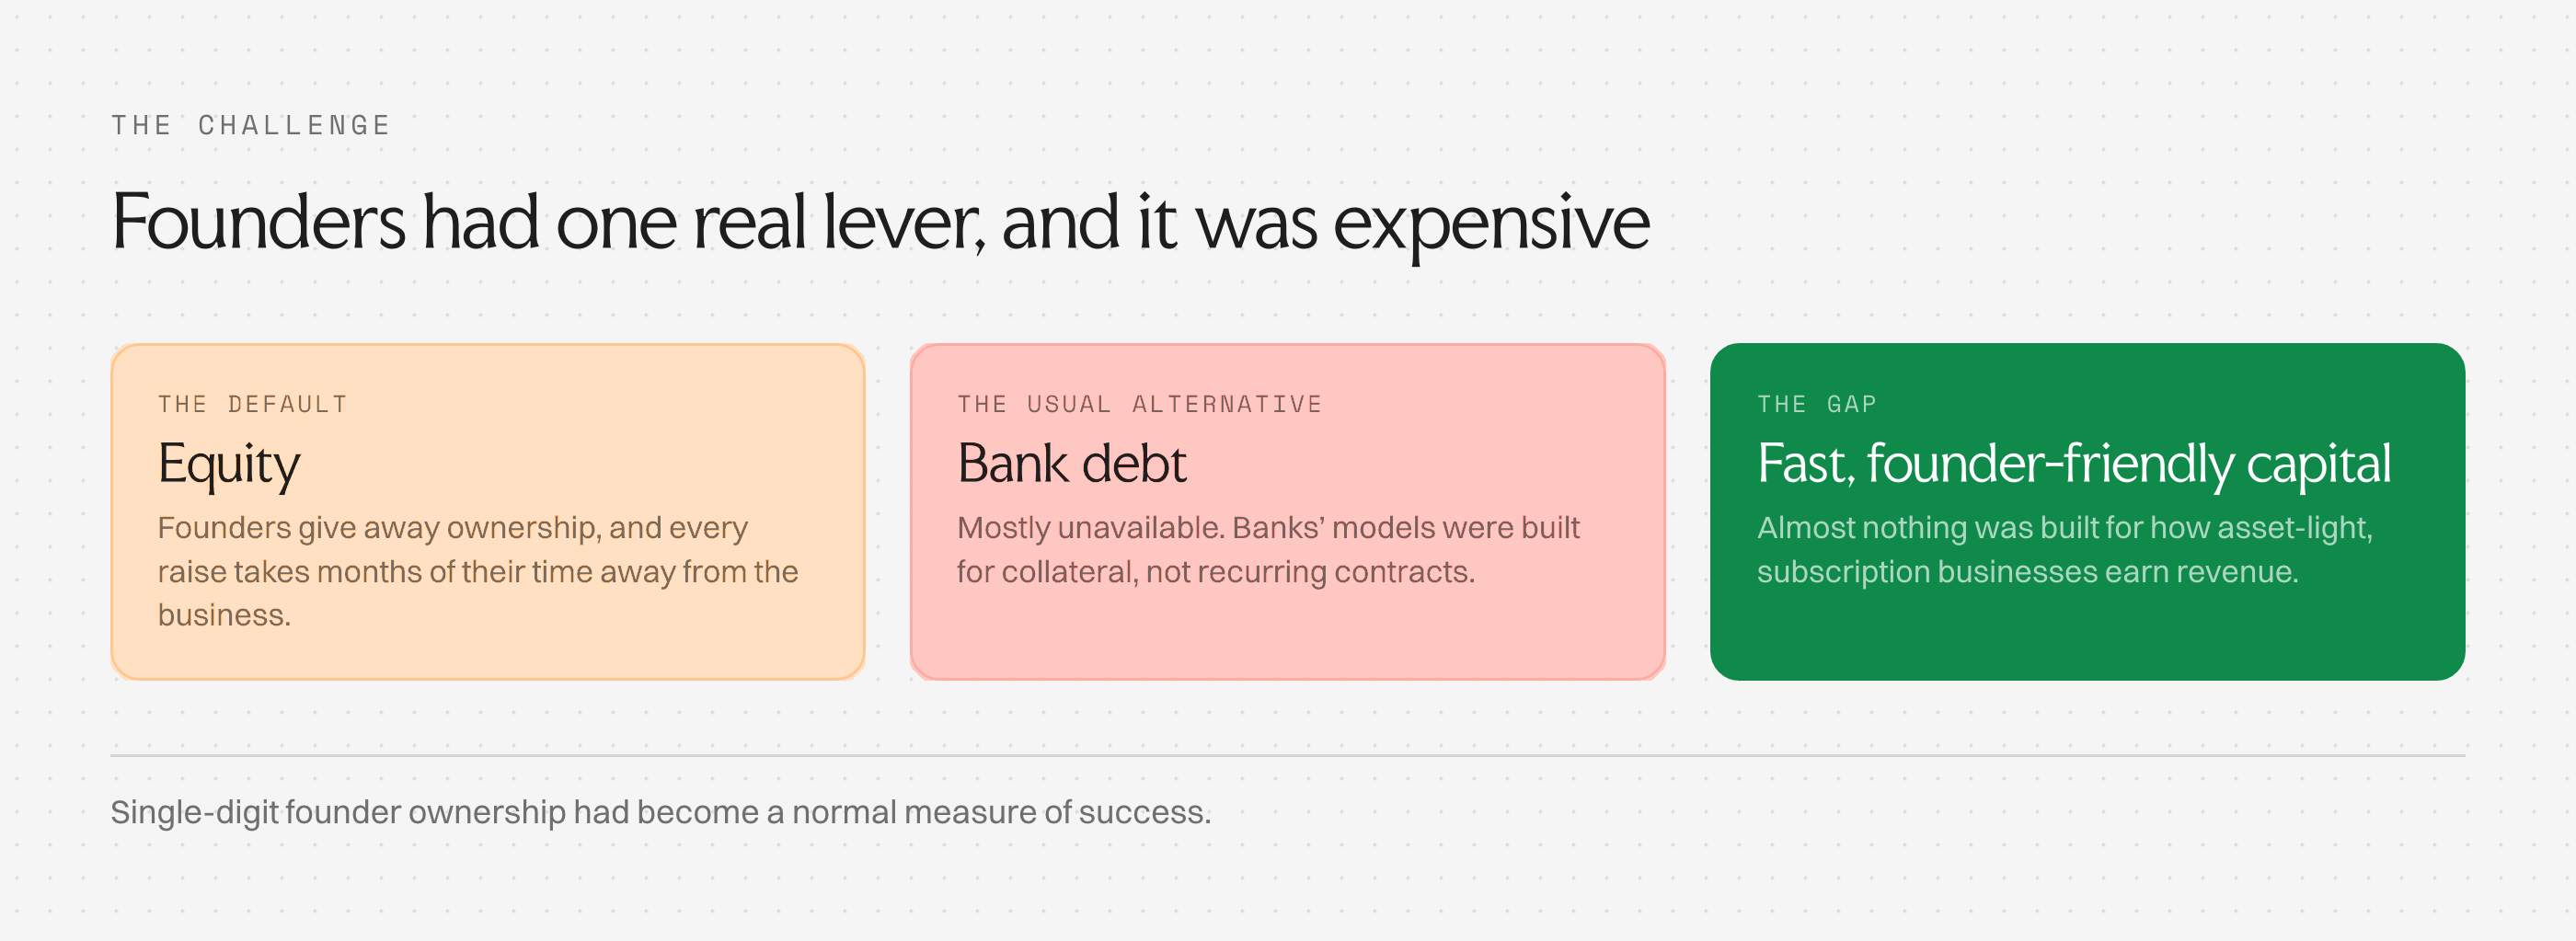 THE CHALLENGE
Founders had one real lever, and it was expensive
THE DEFAULT
Equity
Founders give away ownership, and every
raise takes months of their time away from the
business.
THE USUAL ALTERNATIVE
Bank debt
Mostly unavailable. Banks’ models were built
for collateral, not recurring contracts.
THE GAP
Fast, founder-friendly capital
Almost nothing was built for how asset-light,
subscription businesses earn revenue.
Single-digit founder ownership had become a normal measure of success.